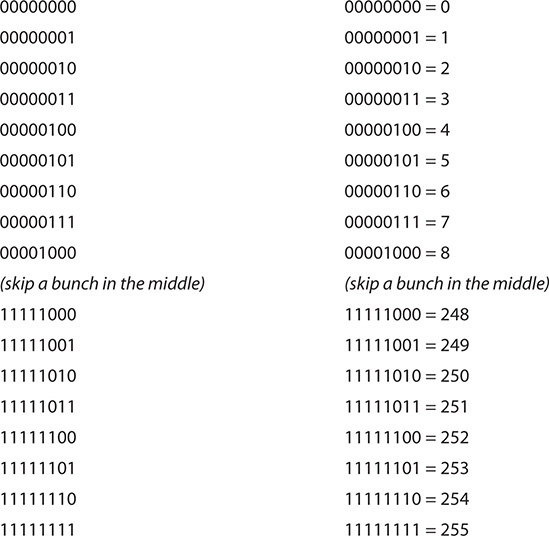 00000000 00000000 = 0
00000001 00000001 = 1
00000010 00000010 = 2
00000011 00000011 = 3
00000100 00000100 = 4
00000101 00000101 = 5
00000110 00000110 = 6
00000111 00000111 = 7
00001000 00001000 = 8
(skip a bunch in the middle) (skip a bunch in the middle)
11111000 11111000 = 248
11111001 11111001 = 249
11111010 11111010 = 250
11111011 11111011 = 251
11111100 11111100 = 252
11111101 11111101 = 253
11111110 11111110 = 254
11111111 11111111 = 255